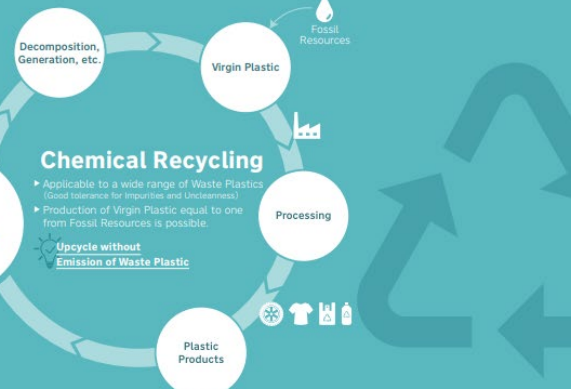 Fossil
Resources
Decomposition,
Generation, etc.
Virgin Plastic
Chemical Recycling
Applicable to a wide range of Waste Plastics
(Good tolerance for Impurities and Uncleanness)
Production of Virgin Plastic equal to one
from Fossil Resources is possible.
Upcycle without
Emission of Waste Plastic
Processing
Plastic
Products